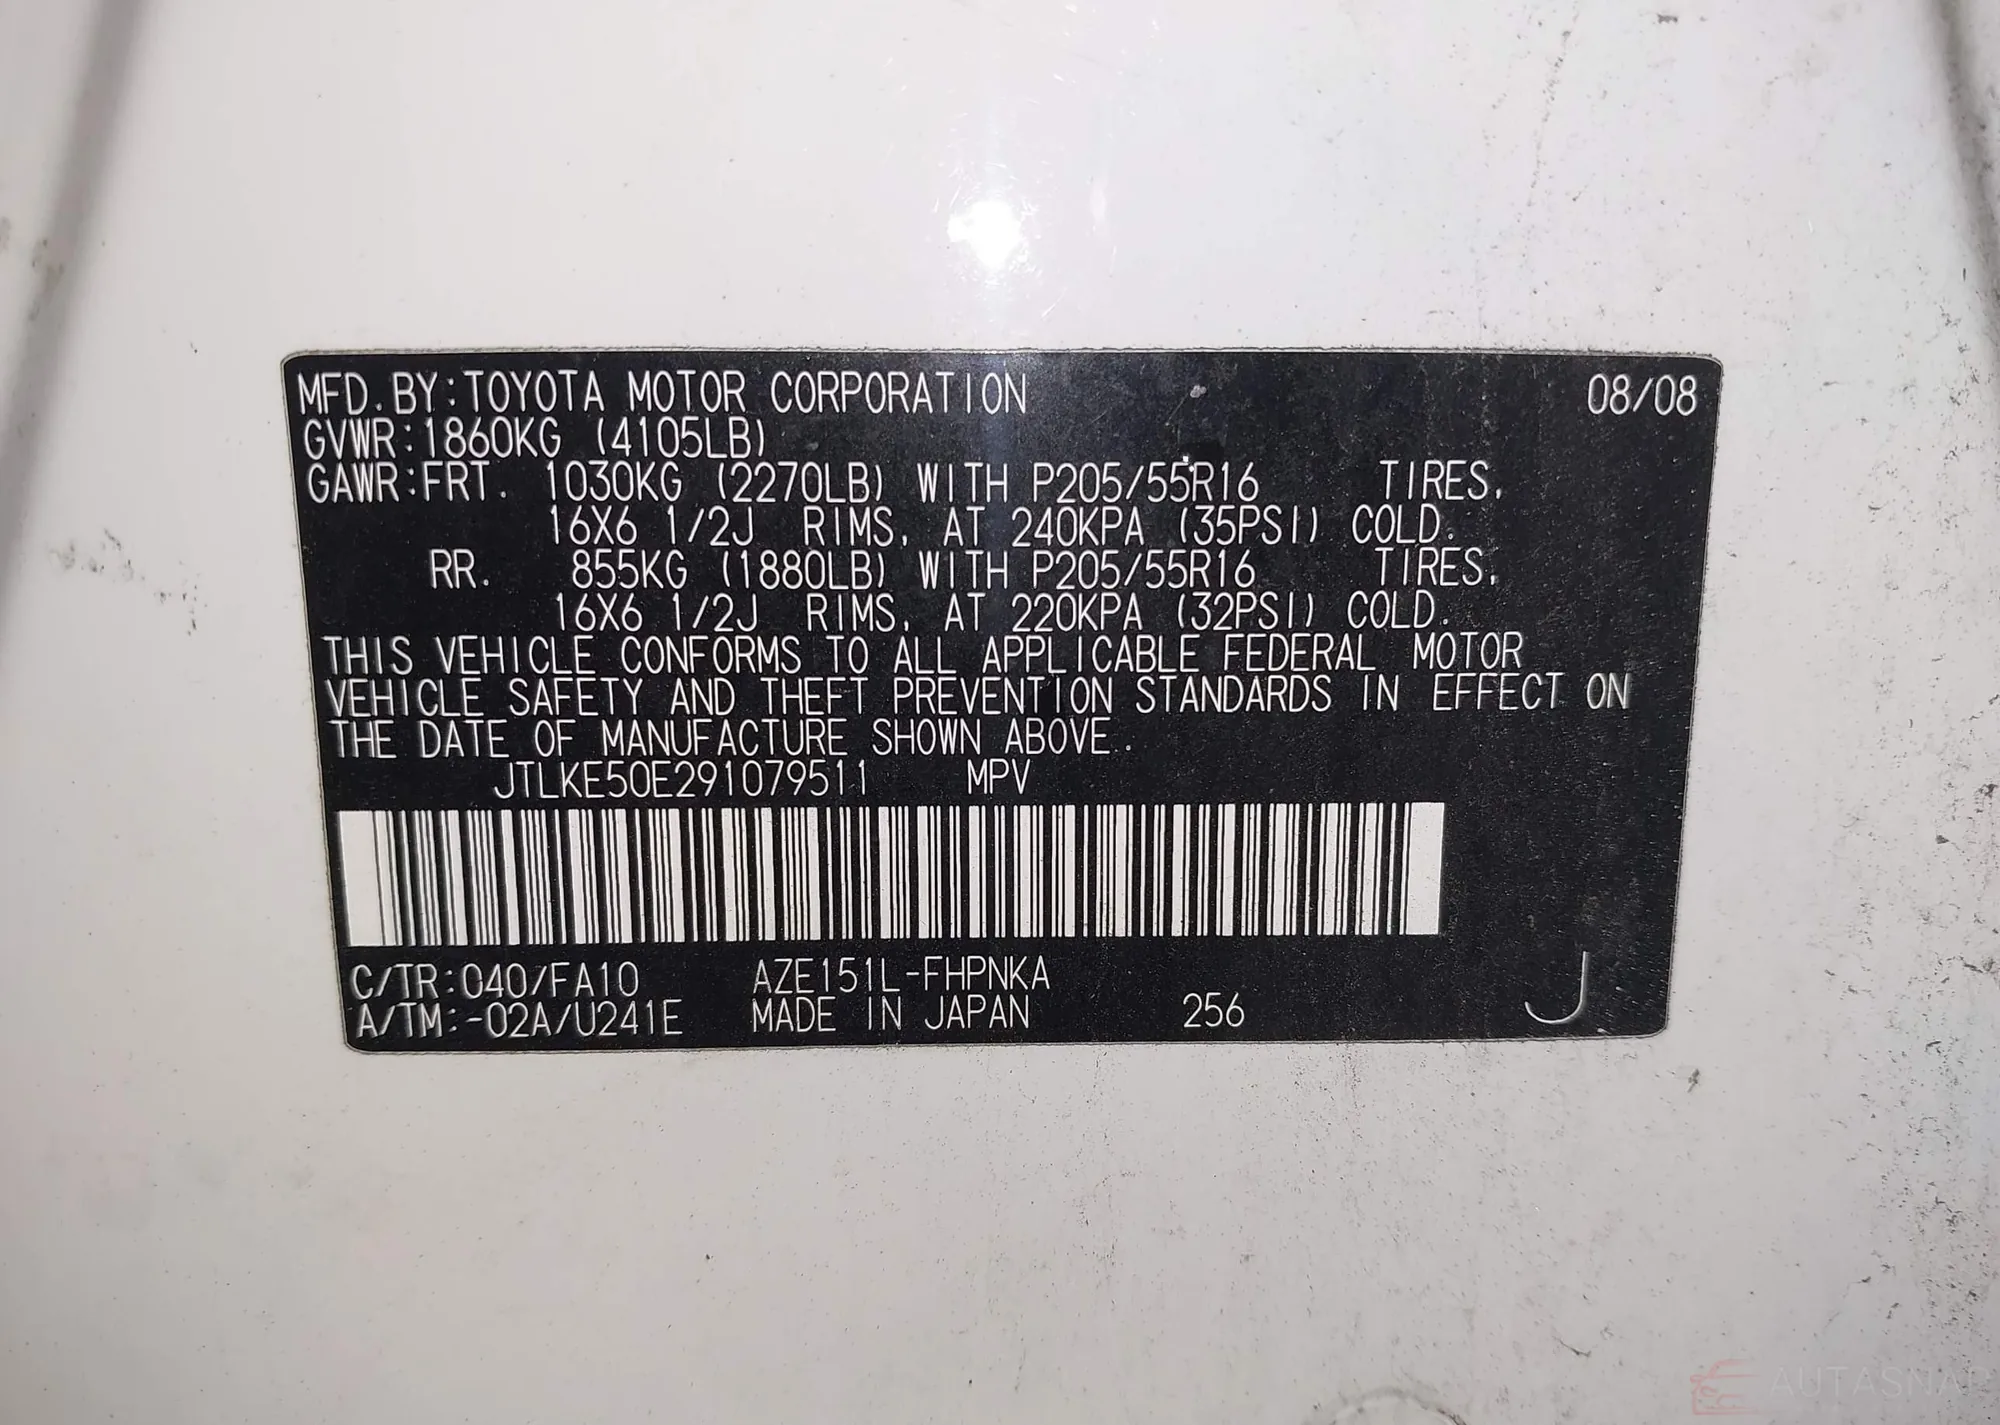 MFD. BY:TOYOTA MOTOR CORPORATION 08/08
GVWR:1860KG (4105LB)
GAWR:FRT. 1030KG (2270LB) WITH P205/55R16 TIRES,
16X6 1/2J RIMS, AT 240KPA (35PSI) COLD.
RR. 855KG (1880LB) WITH P205/55R16 TIRES,
16X6 1/2J RIMS, AT 220KPA (32PSI) COLD.
THIS VEHICLE CONFORMS TO ALL APPLICABLE FEDERAL MOTOR
VEHICLE SAFETY AND THEFT PREVENTION STANDARDS IN EFFECT ON
THE DATE OF MANUFACTURE SHOWN ABOVE.
JTLKE50E291079511 MPV
C/TR:040/FA10 AZE151L-FHPNKA
A/TM:-02A/U241E MADE IN JAPAN 256 J
AUTASNAP